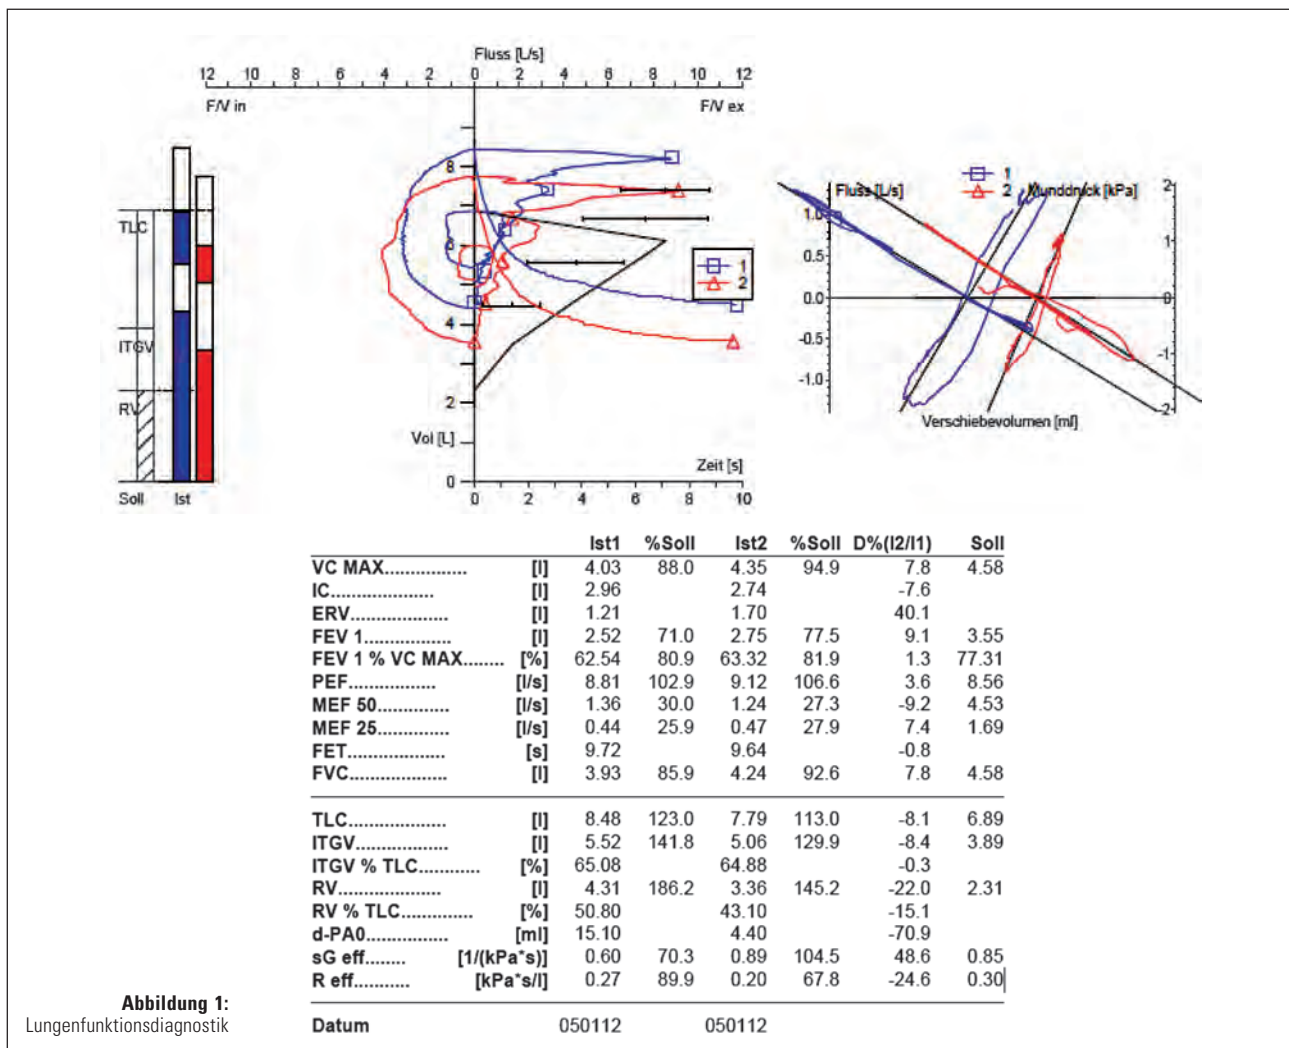 Fluss [L/s]
12 10 8 6 4 2 0 2 4 6 8 10 12
F/V in F/V ex
8
6
4
2
0
Vol [L]
Zeit [s]
0 2 4 6 8 10
1
2
TLC
ITGV
RV
Soll Ist
1
2
Fluss [L/s] Munddruck [kPa]
1.0
0.5
0.0
-0.5
-1.0
2
1
0
-1
-2
Verschiebevolumen [ml]
Ist1 %Soll Ist2 %Soll D%(I2/I1) Soll
VC MAX................ [l] 4.03 88.0 4.35 94.9 7.8 4.58
IC.................... [l] 2.96 2.74 -7.6
ERV................... [l] 1.21 1.70 40.1
FEV 1................. [l] 2.52 71.0 2.75 77.5 9.1 3.55
FEV 1 % VC MAX........ [%] 62.54 80.9 63.32 81.9 1.3 77.31
PEF................. [l/s] 8.81 102.9 9.12 106.6 3.6 8.56
MEF 50.............. [l/s] 1.36 30.0 1.24 27.3 -9.2 4.53
MEF 25.............. [l/s] 0.44 25.9 0.47 27.9 7.4 1.69
FET................... [s] 9.72 9.64 -0.8
FVC................... [l] 3.93 85.9 4.24 92.6 7.8 4.58
TLC................... [l] 8.48 123.0 7.79 113.0 -8.1 6.89
ITGV.................. [l] 5.52 141.8 5.06 129.9 -8.4 3.89
ITGV % TLC............ [%] 65.08 64.88 -0.3
RV.................... [l] 4.31 186.2 3.36 145.2 -22.0 2.31
RV % TLC.............. [%] 50.80 43.10 -15.1
d-PA0................ [ml] 15.10 4.40 -70.9
sG eff........ [1/(kPa*s)] 0.60 70.3 0.89 104.5 48.6 0.85
R eff........... [kPa*s/l] 0.27 89.9 0.20 67.8 -24.6 0.30
Datum 050112 050112
Abbildung 1:
Lungenfunktionsdiagnostik